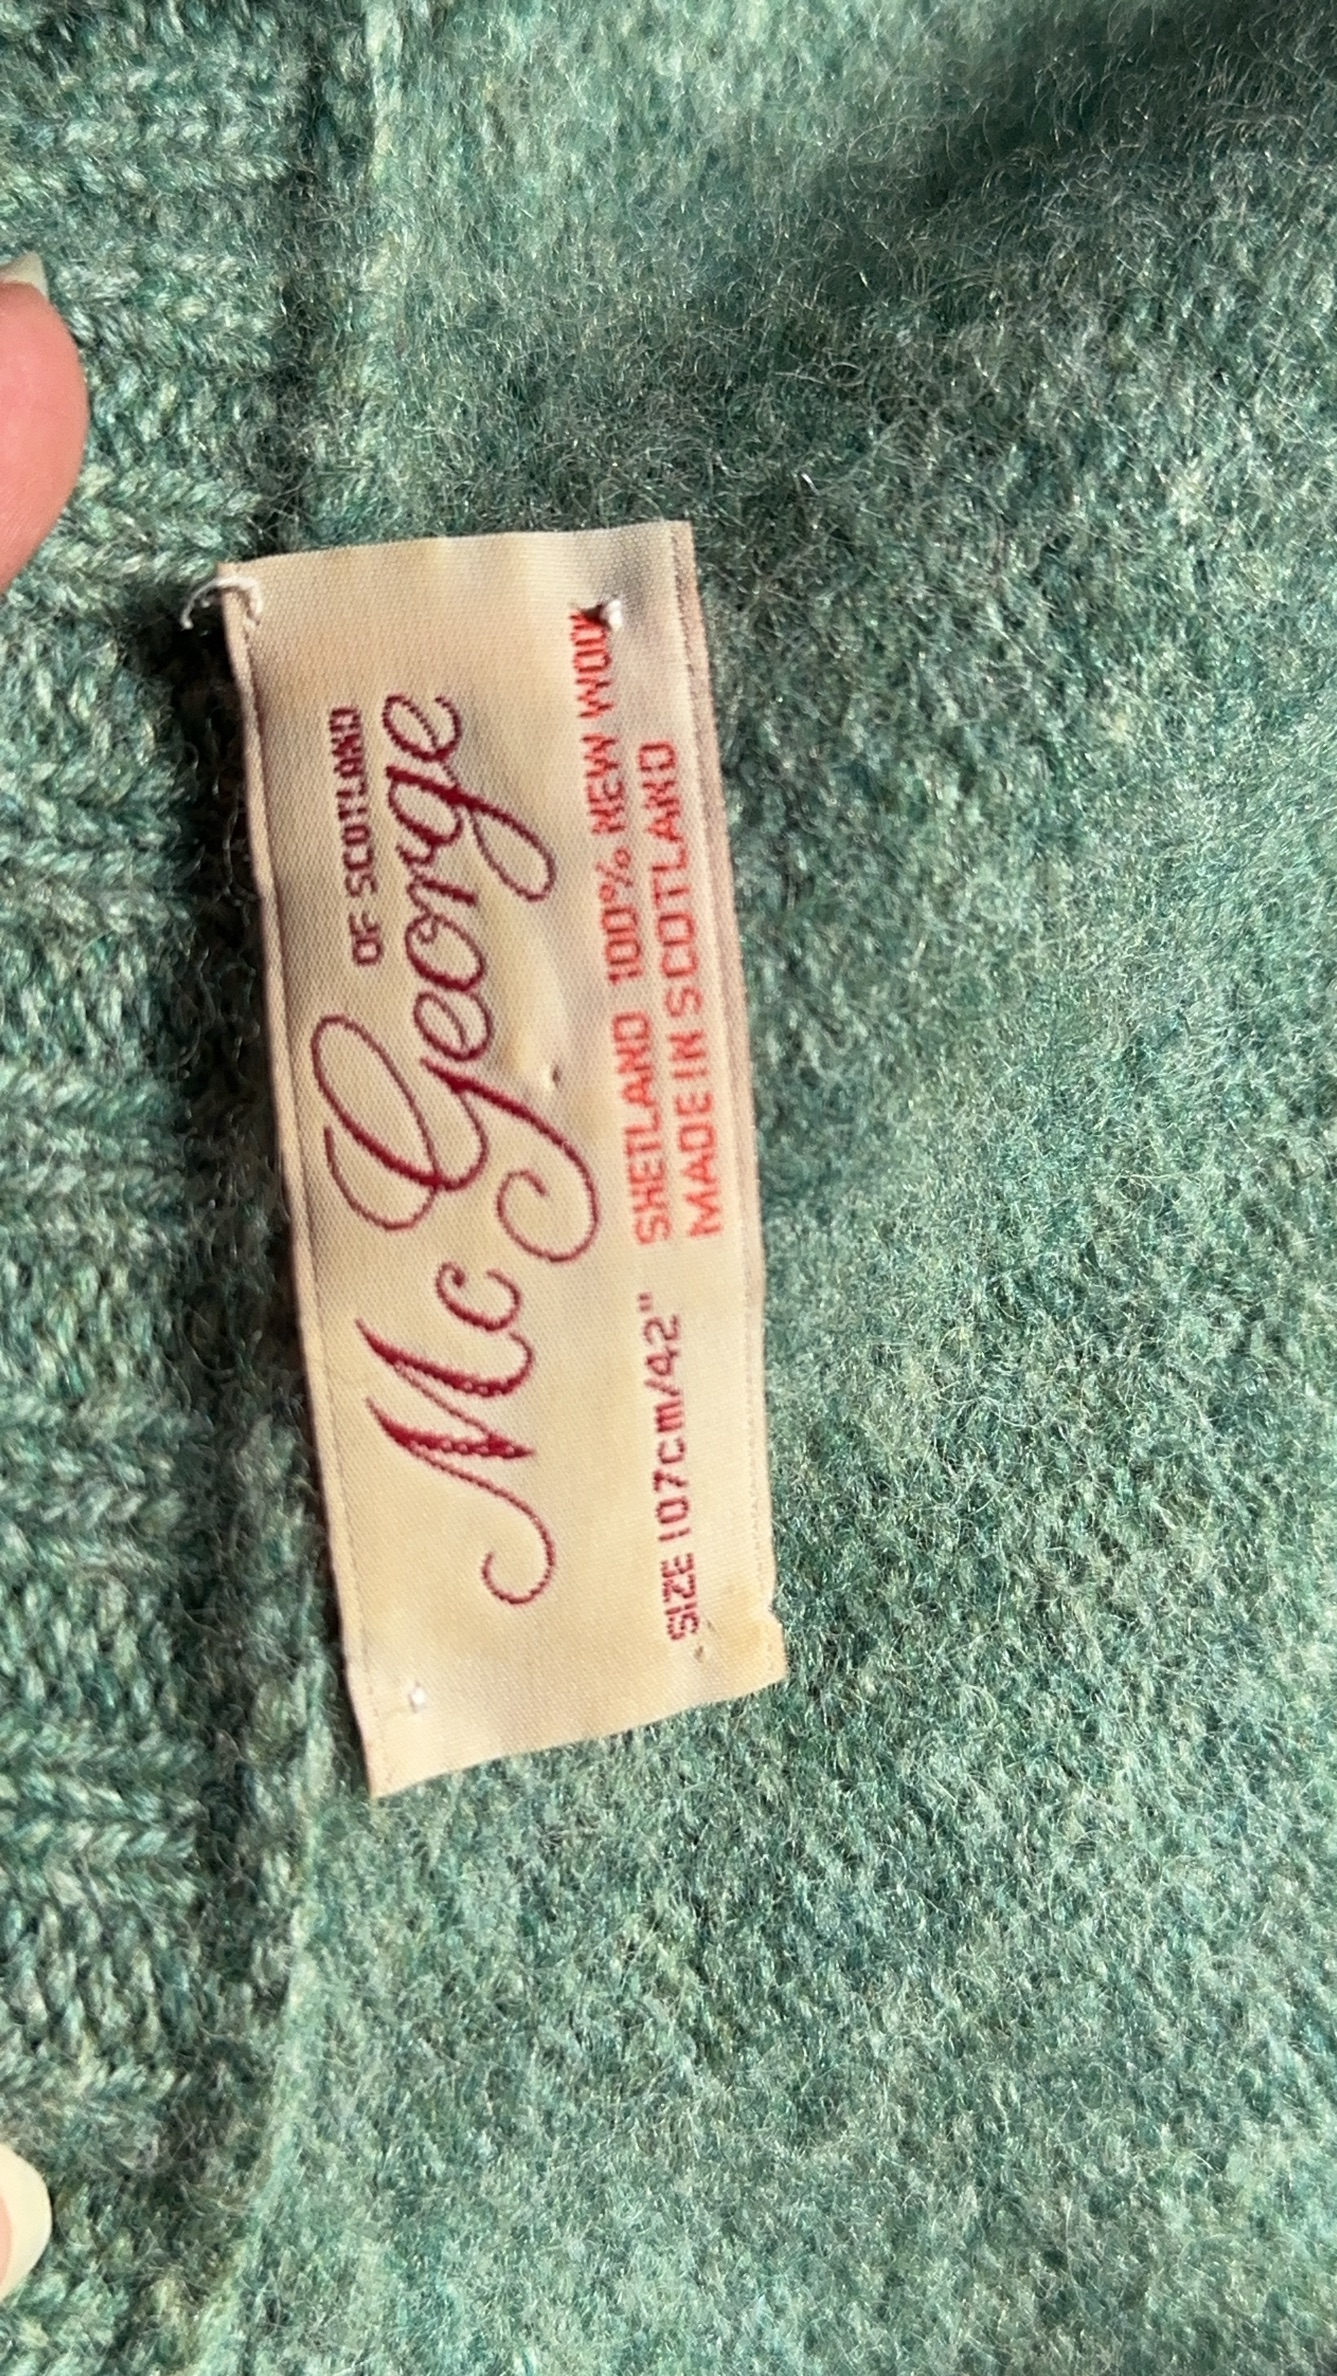 OF SCOTLAND
McGeorge
SIZE 107cm/42" SHETLAND 100% NEW WOOL
MADE IN SCOTLAND